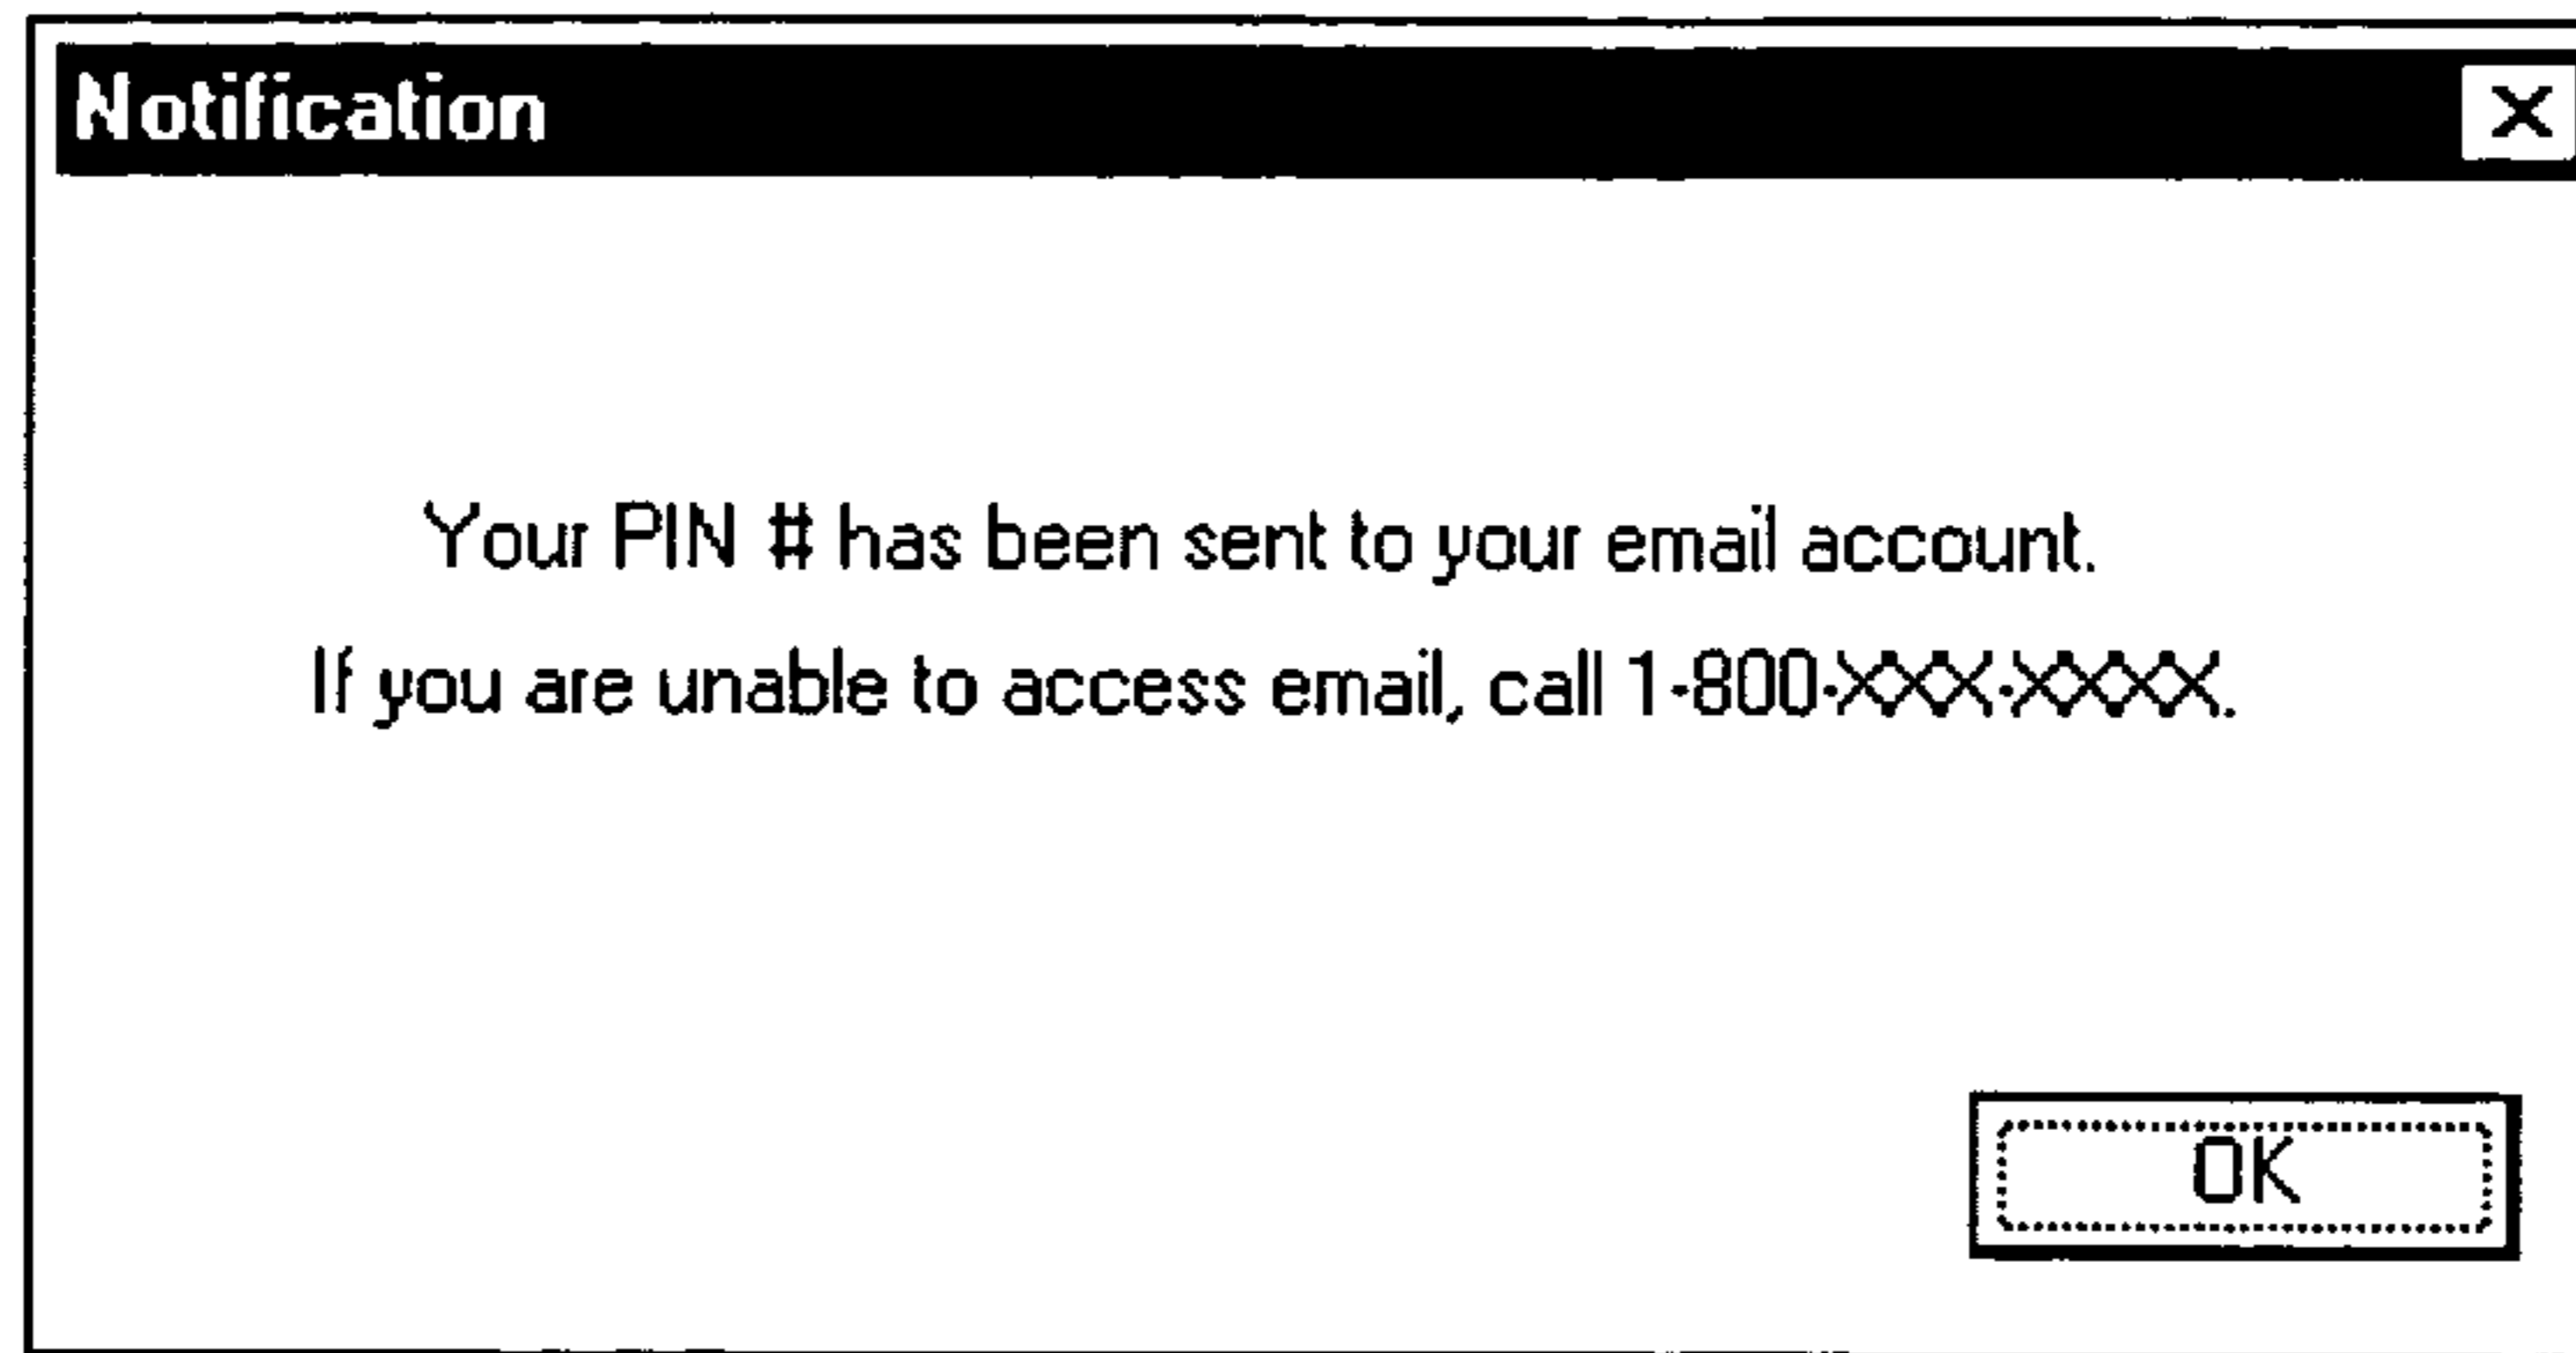 Notification
Your PIN # has been sent to your email account.
If you are unable to access email, call 1-800-XXX-XXXX.
OK